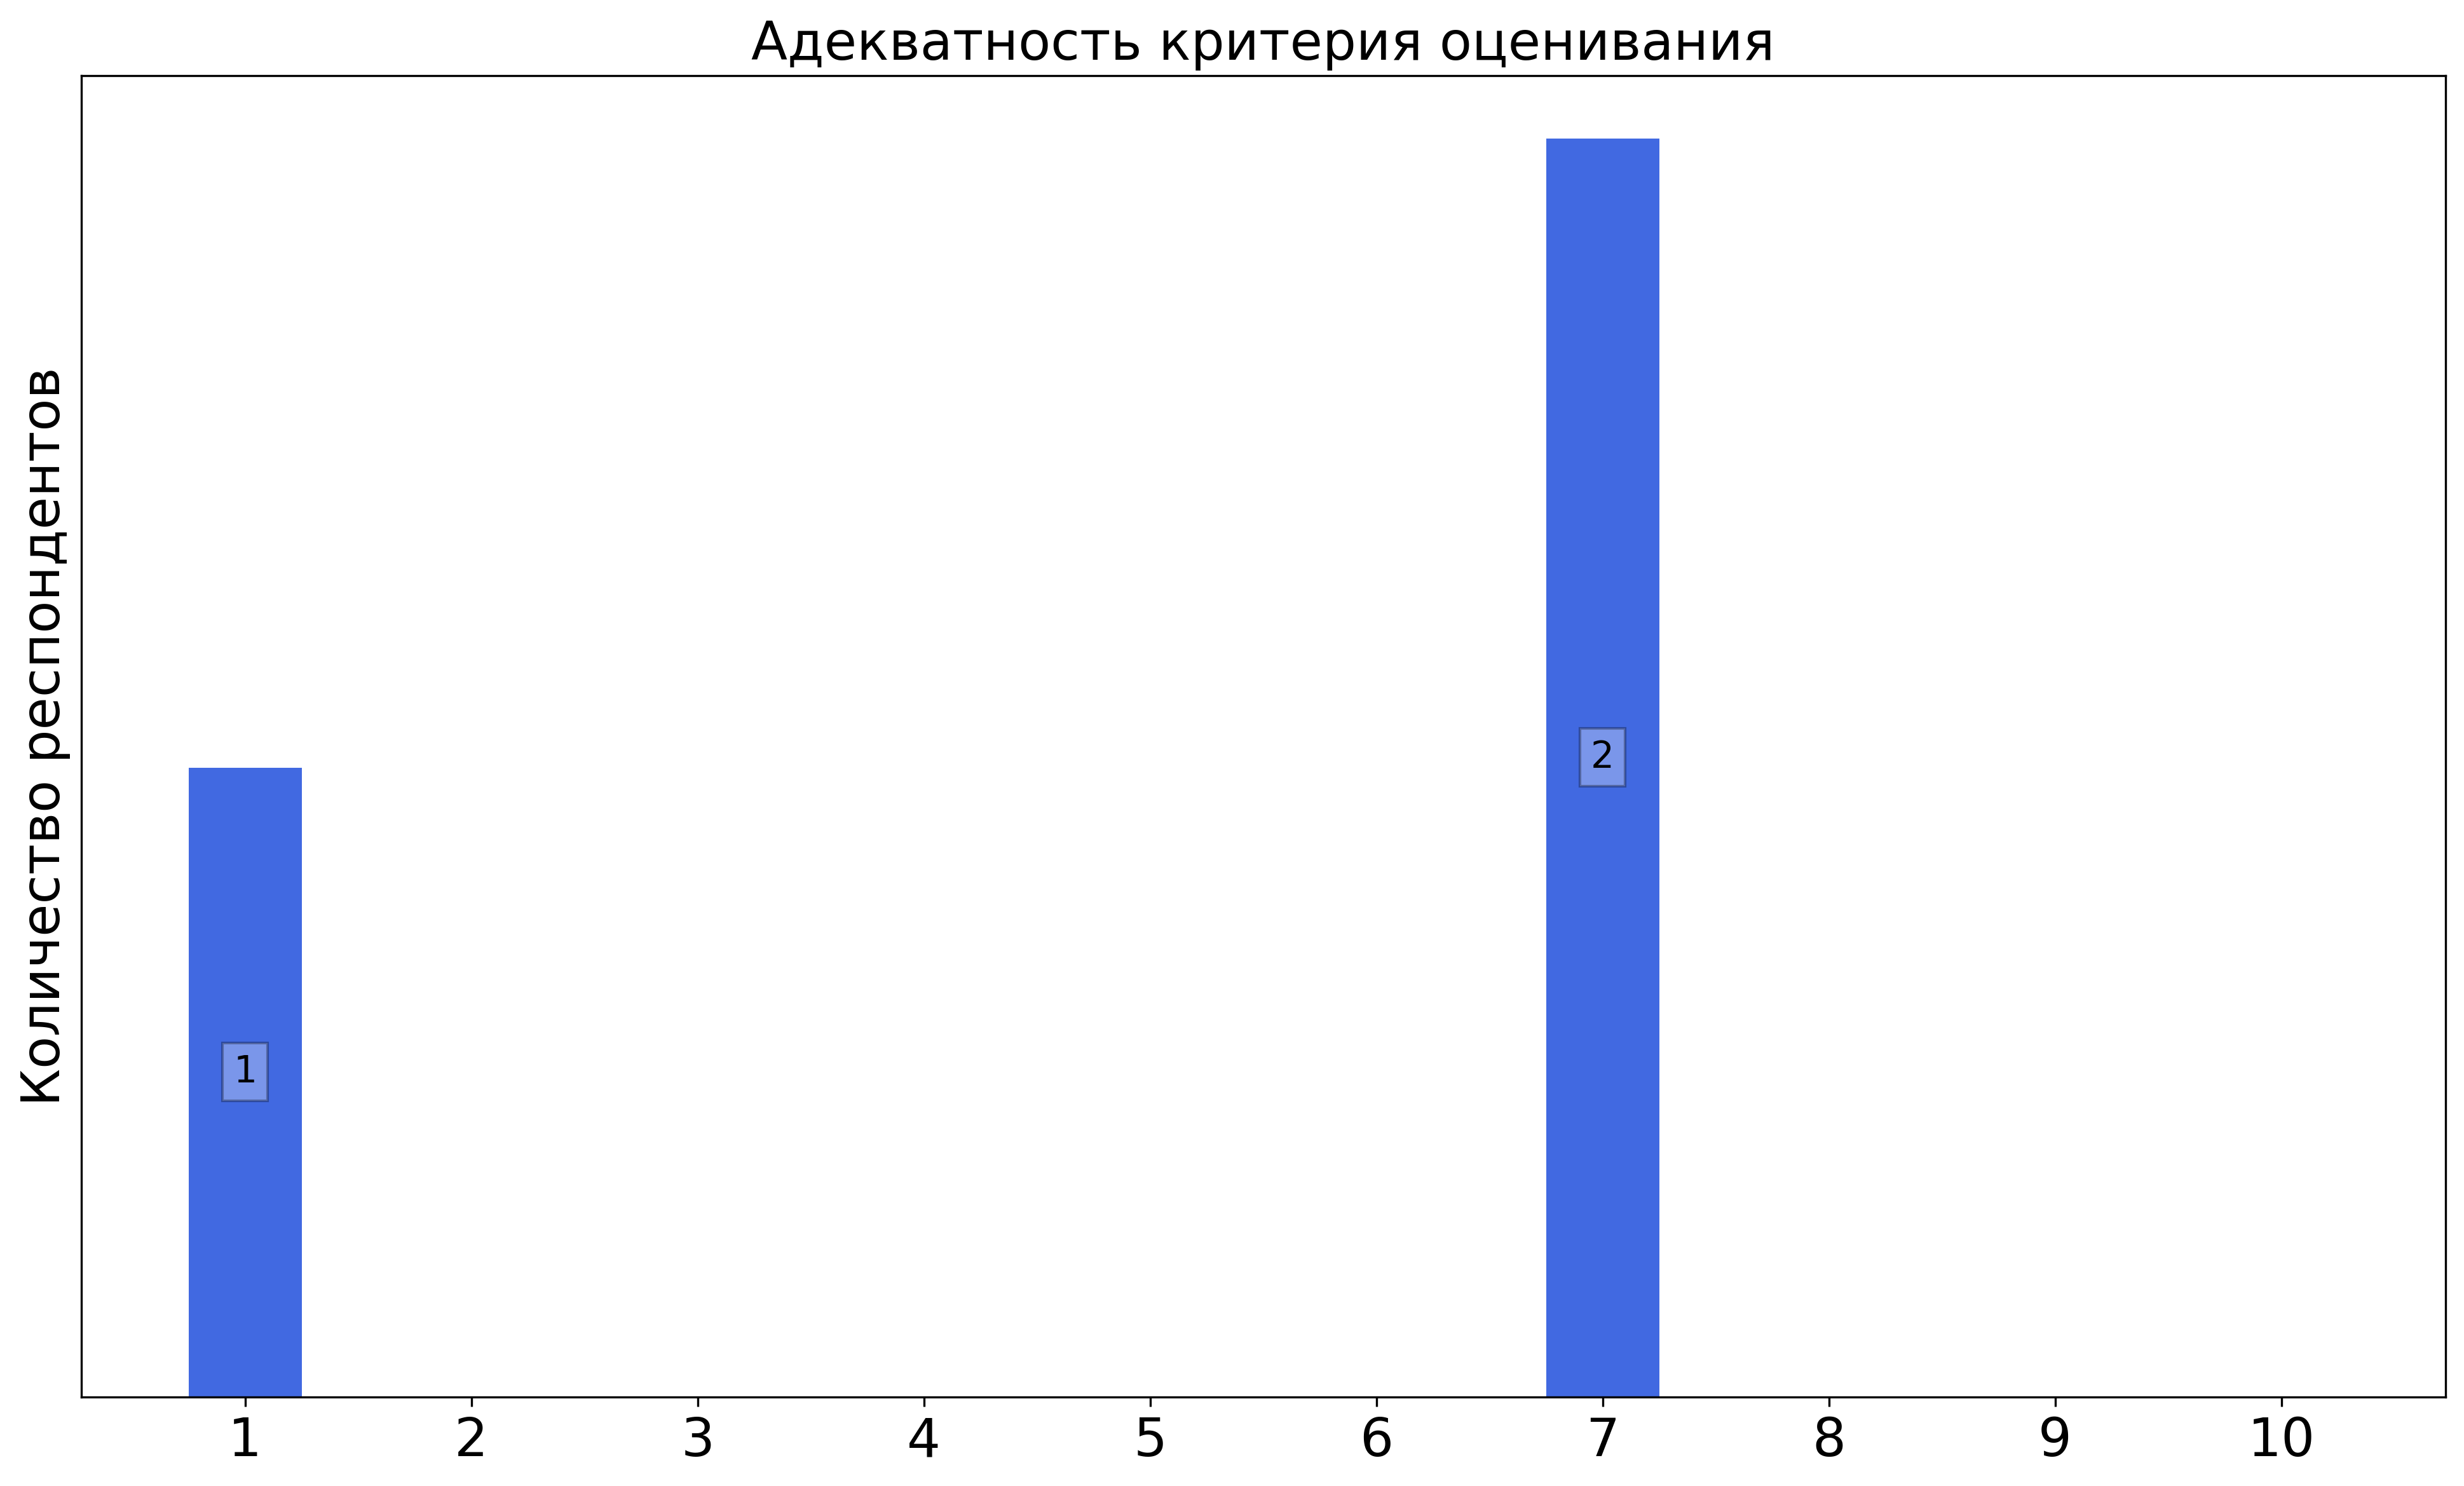 Адекватность критерия оценивания
Количество респондентов
2
1
1 2 3 4 5 6 7 8 9 10